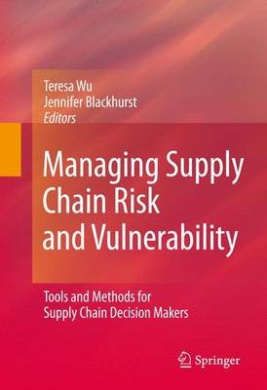 Teresa Wu
Jennifer Blackhurst
Editors
Managing Supply
Chain Risk
and Vulnerability
Tools and Methods for
Supply Chain Decision Makers
Springer